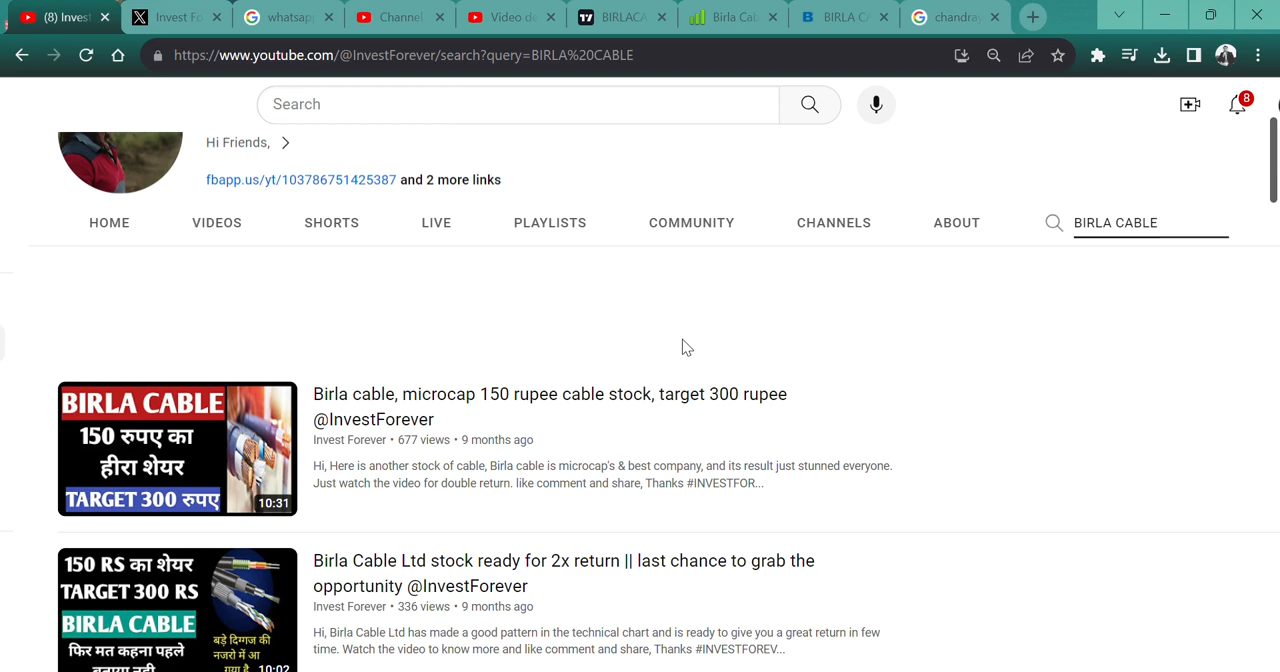 (8) Invest
Invest Fo
whatsapp
Channel
Video de
BIRLACA
Birla Cab
BIRLA CA
chandray
https://www.youtube.com/@InvestForever/search?query=BIRLA%20CABLE
Search
8
Hi Friends,
fbapp.us/yt/103786751425387 and 2 more links
HOME
VIDEOS
SHORTS
LIVE
PLAYLISTS
COMMUNITY
CHANNELS
ABOUT
BIRLA CABLE
BIRLA CABLE
150 रुपए का
हीरा शेयर
TARGET 300 रुपए
10:31
Birla cable, microcap 150 rupee cable stock, target 300 rupee
@InvestForever
Invest Forever • 677 views • 9 months ago
Hi, Here is another stock of cable, Birla cable is microcap's & best company, and its result just stunned everyone.
Just watch the video for double return. like comment and share, Thanks #INVESTFOR...
150 RS का शेयर
TARGET 300 RS
BIRLA CABLE
फिर मत कहना पहले
बताया नही
बड़े दिग्गज की
नजरो में आ
गया है
10:02
Birla Cable Ltd stock ready for 2x return || last chance to grab the
opportunity @InvestForever
Invest Forever • 336 views • 9 months ago
Hi, Birla Cable Ltd has made a good pattern in the technical chart and is ready to give you a great return in few
time. Watch the video to know more and like comment and share, Thanks #INVESTFOREV...